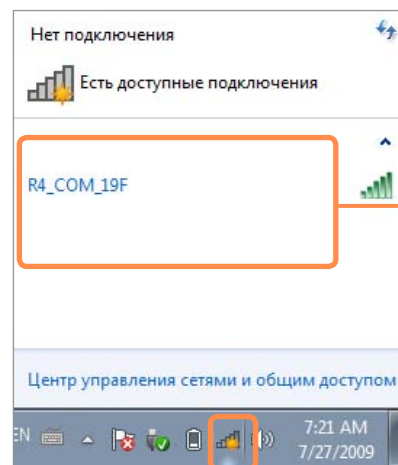 Нет подключения
Есть доступные подключения
R4_COM_19F
Центр управления сетями и общим доступом
EN
7:21 AM
7/27/2009